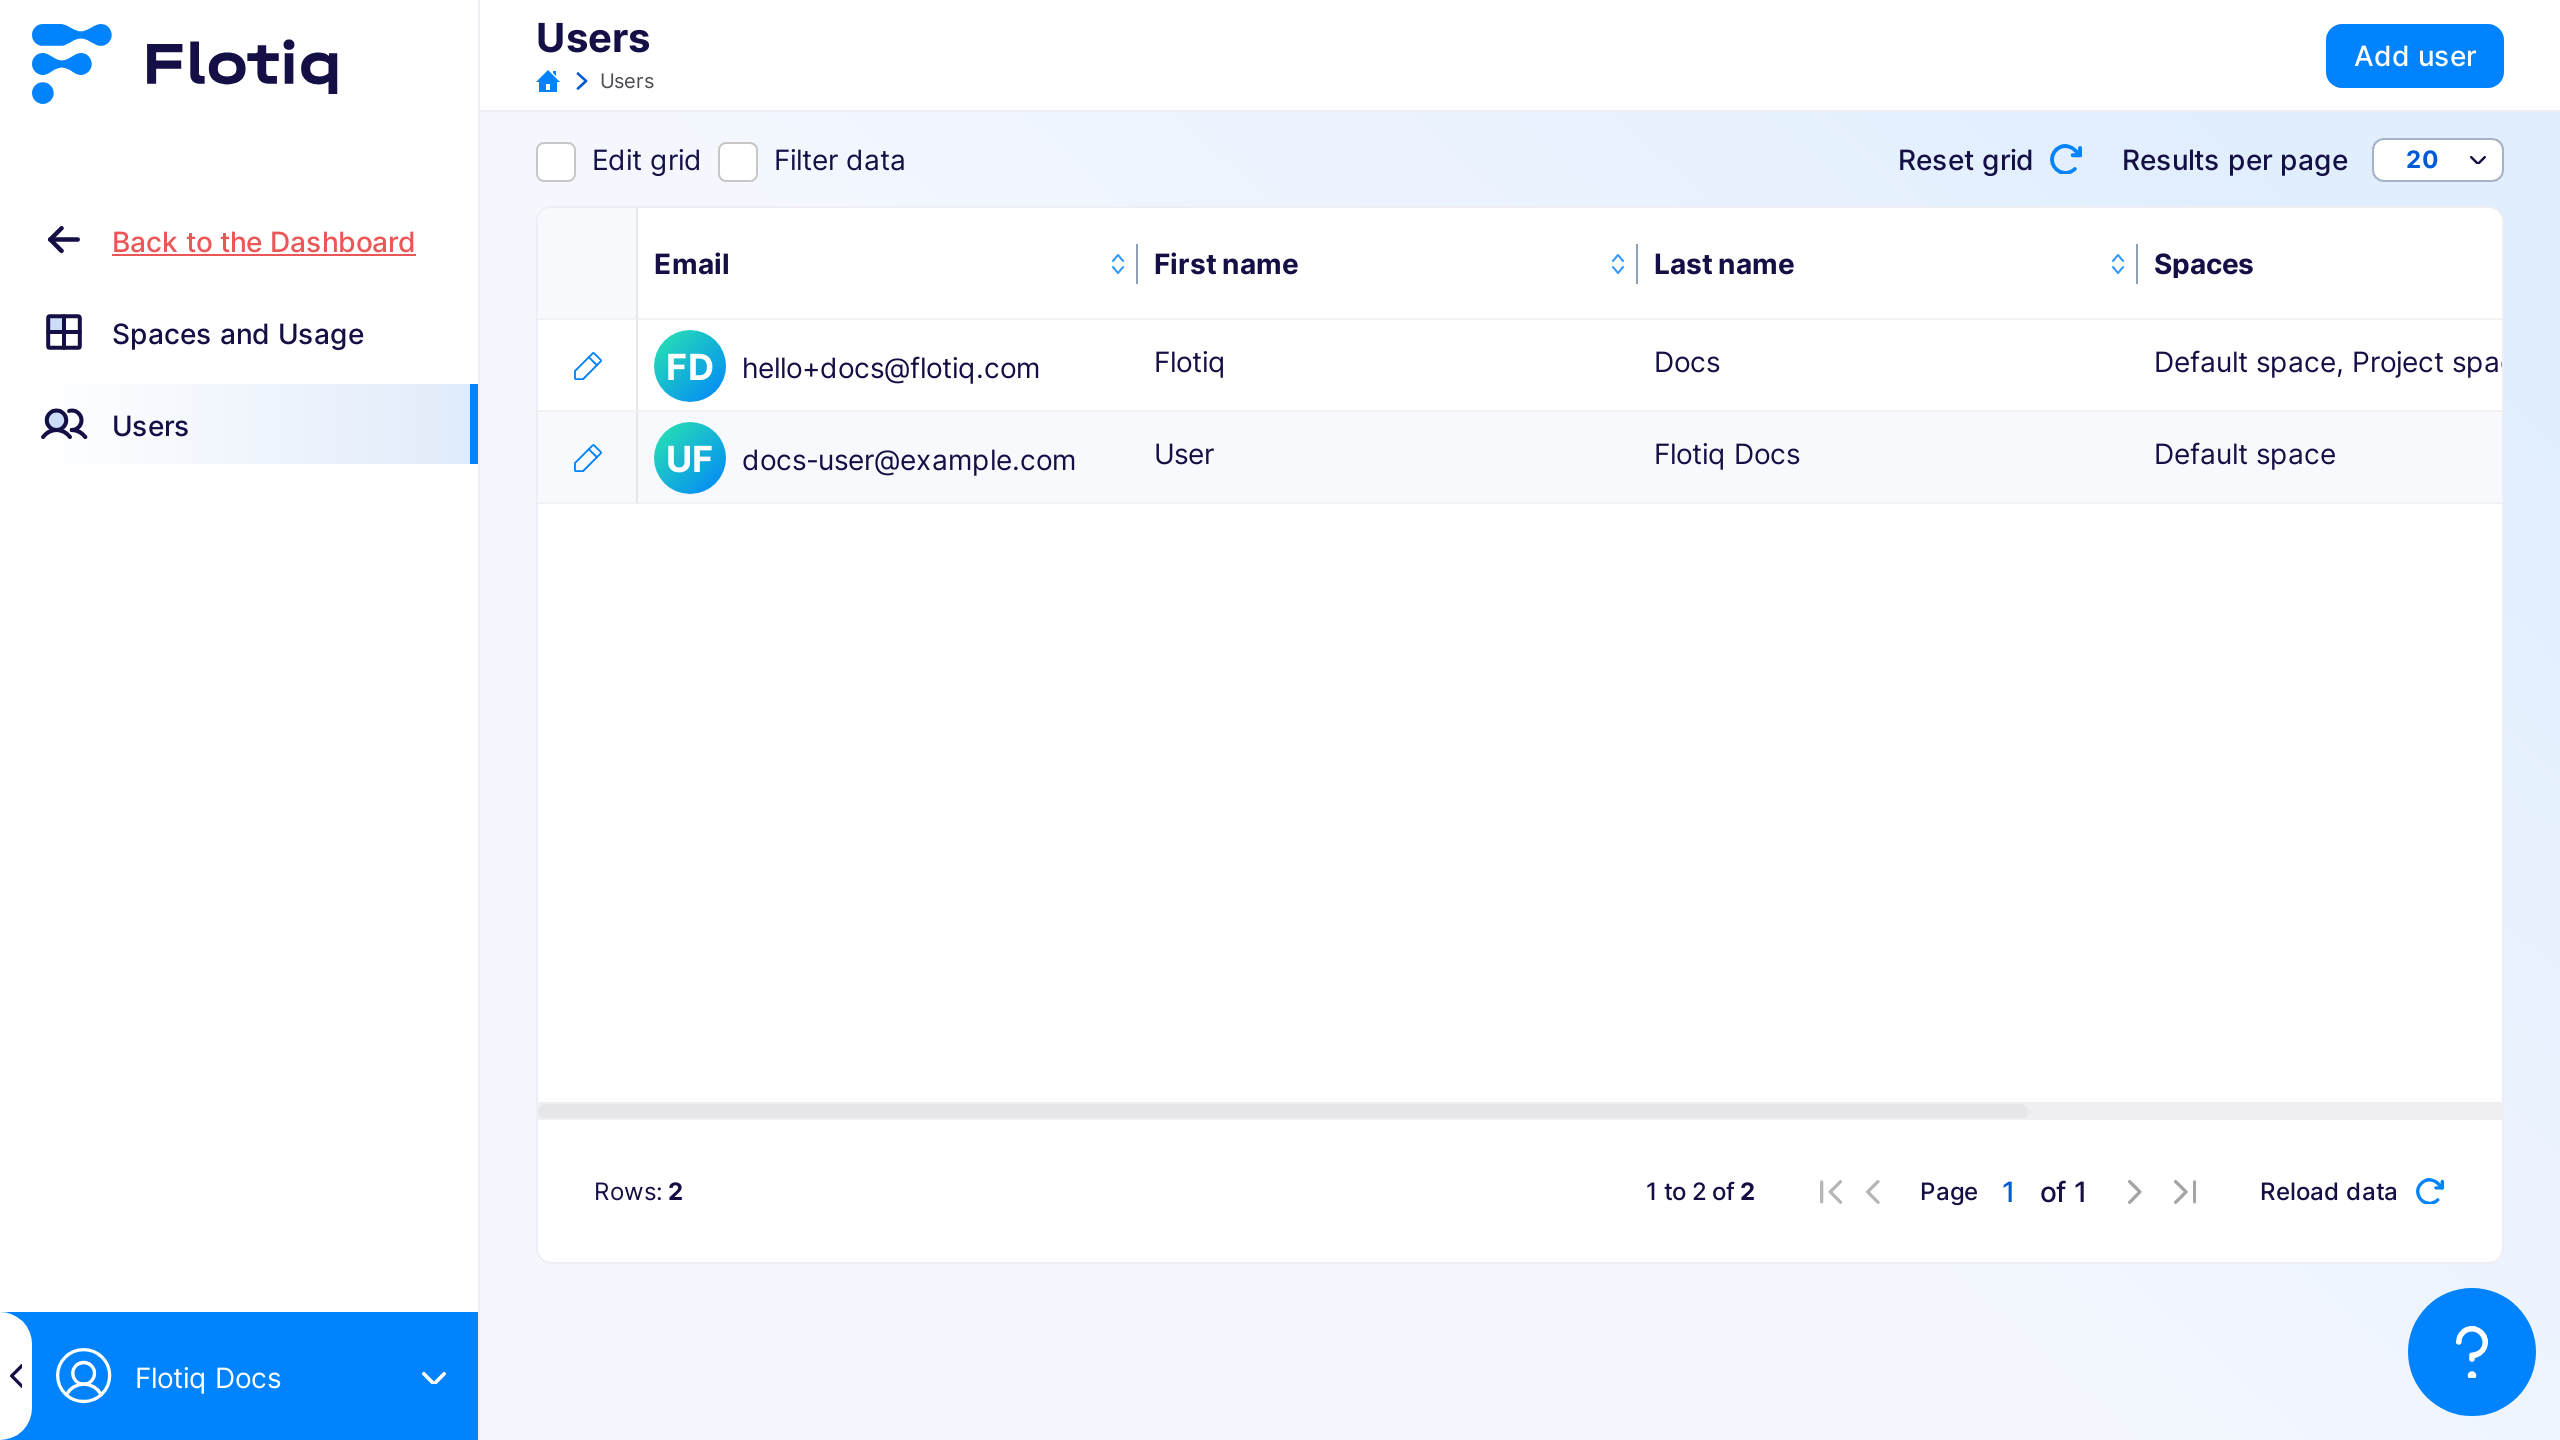 Flotiq
Back to the Dashboard
Spaces and Usage
Users
Flotiq Docs
Users
Users
Add user
Edit grid Filter data Reset grid Results per page 20
Email First name Last name Spaces
FD hello+docs@flotiq.com Flotiq Docs Default space, Project
UF docs-user@example.com User Flotiq Docs Default space
Rows: 2 1 to 2 of 2 Page 1 of 1 Reload data
?